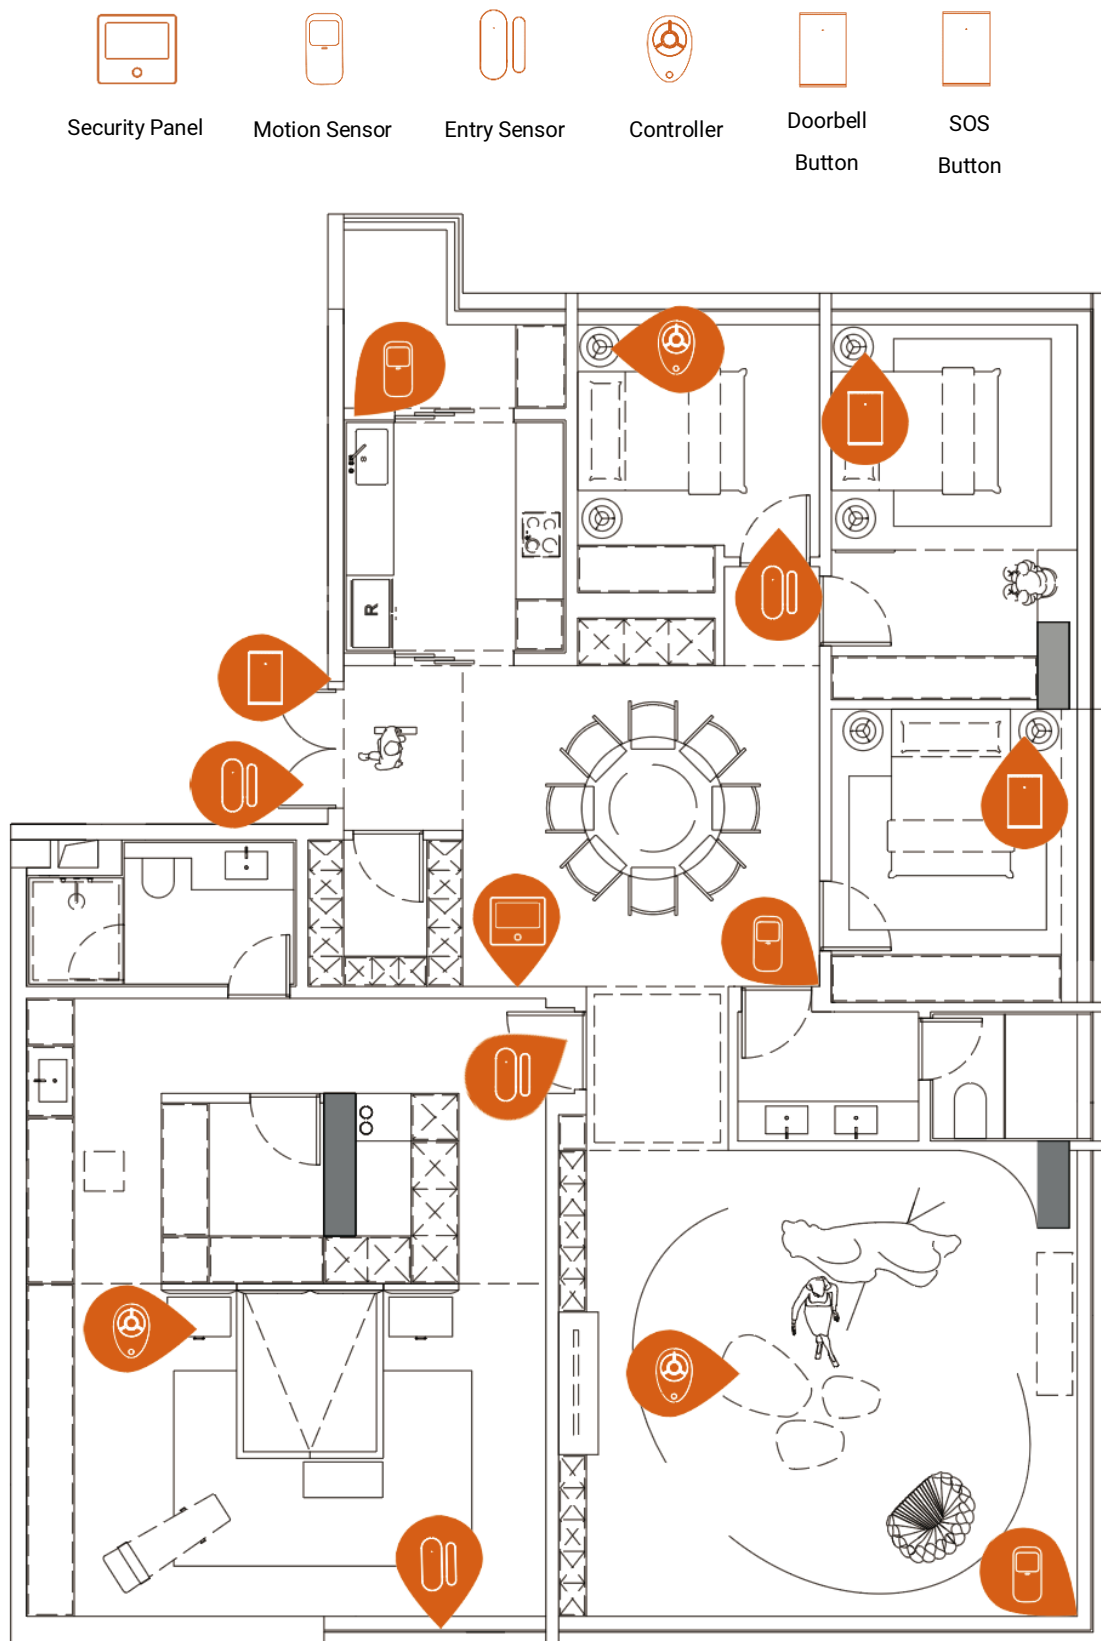 Security Panel
Motion Sensor
Entry Sensor
Controller
Doorbell
Button
SOS
Button
R